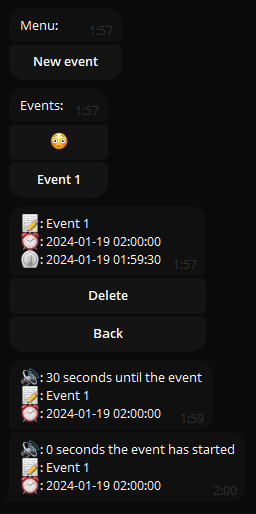 Menu:
1:57
New event
Events:
1:57
😳
Event 1
📝: Event 1
⏰: 2024-01-19 02:00:00
⏲: 2024-01-19 01:59:30
1:57
Delete
Back
🔊: 30 seconds until the event
📝: Event 1
⏰: 2024-01-19 02:00:00
1:59
🔊: 0 seconds the event has started
📝: Event 1
⏰: 2024-01-19 02:00:00
2:00